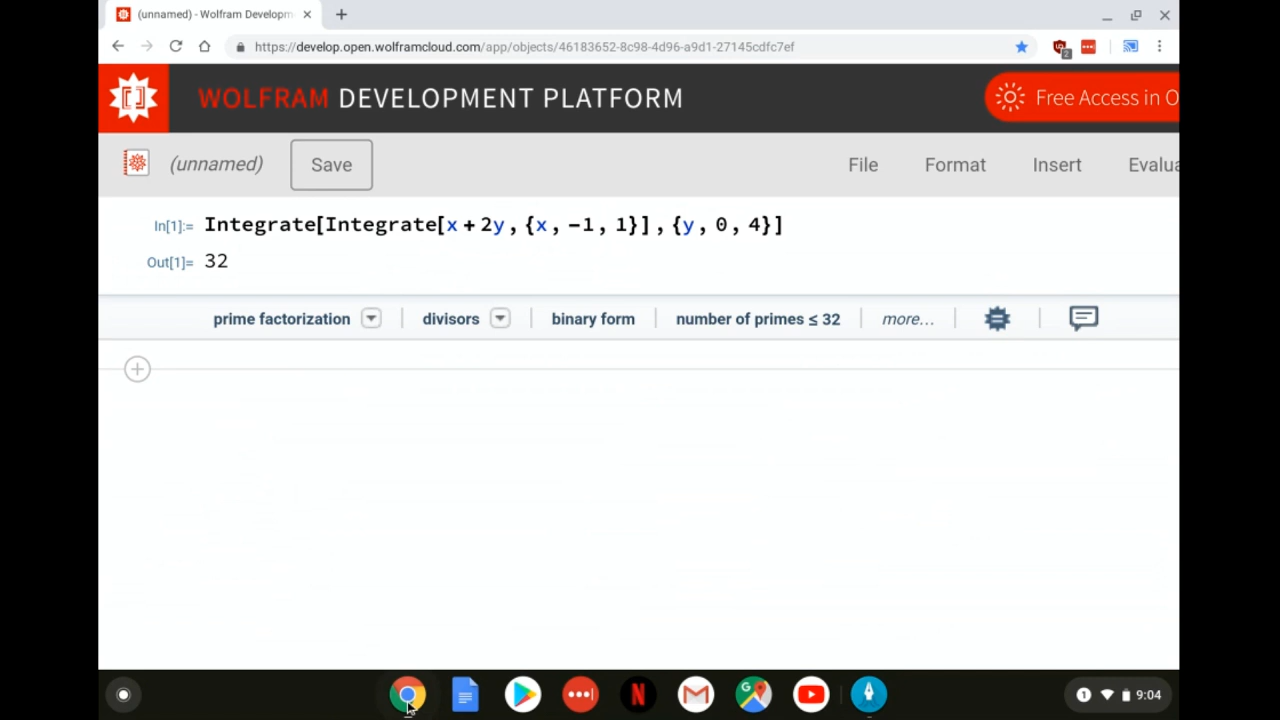 (unnamed) - Wolfram Developm
https://develop.open.wolframcloud.com/app/objects/46183652-8c98-4d96-a9d1-27145cdfc7ef
2
WOLFRAM DEVELOPMENT PLATFORM
Free Access in O
(unnamed) Save File Format Insert Evalua
In[1]:= Integrate[Integrate[x + 2y, {x, -1, 1}], {y, 0, 4}]
Out[1]= 32
prime factorization divisors binary form number of primes ≤ 32 more...
N G
1 9:04